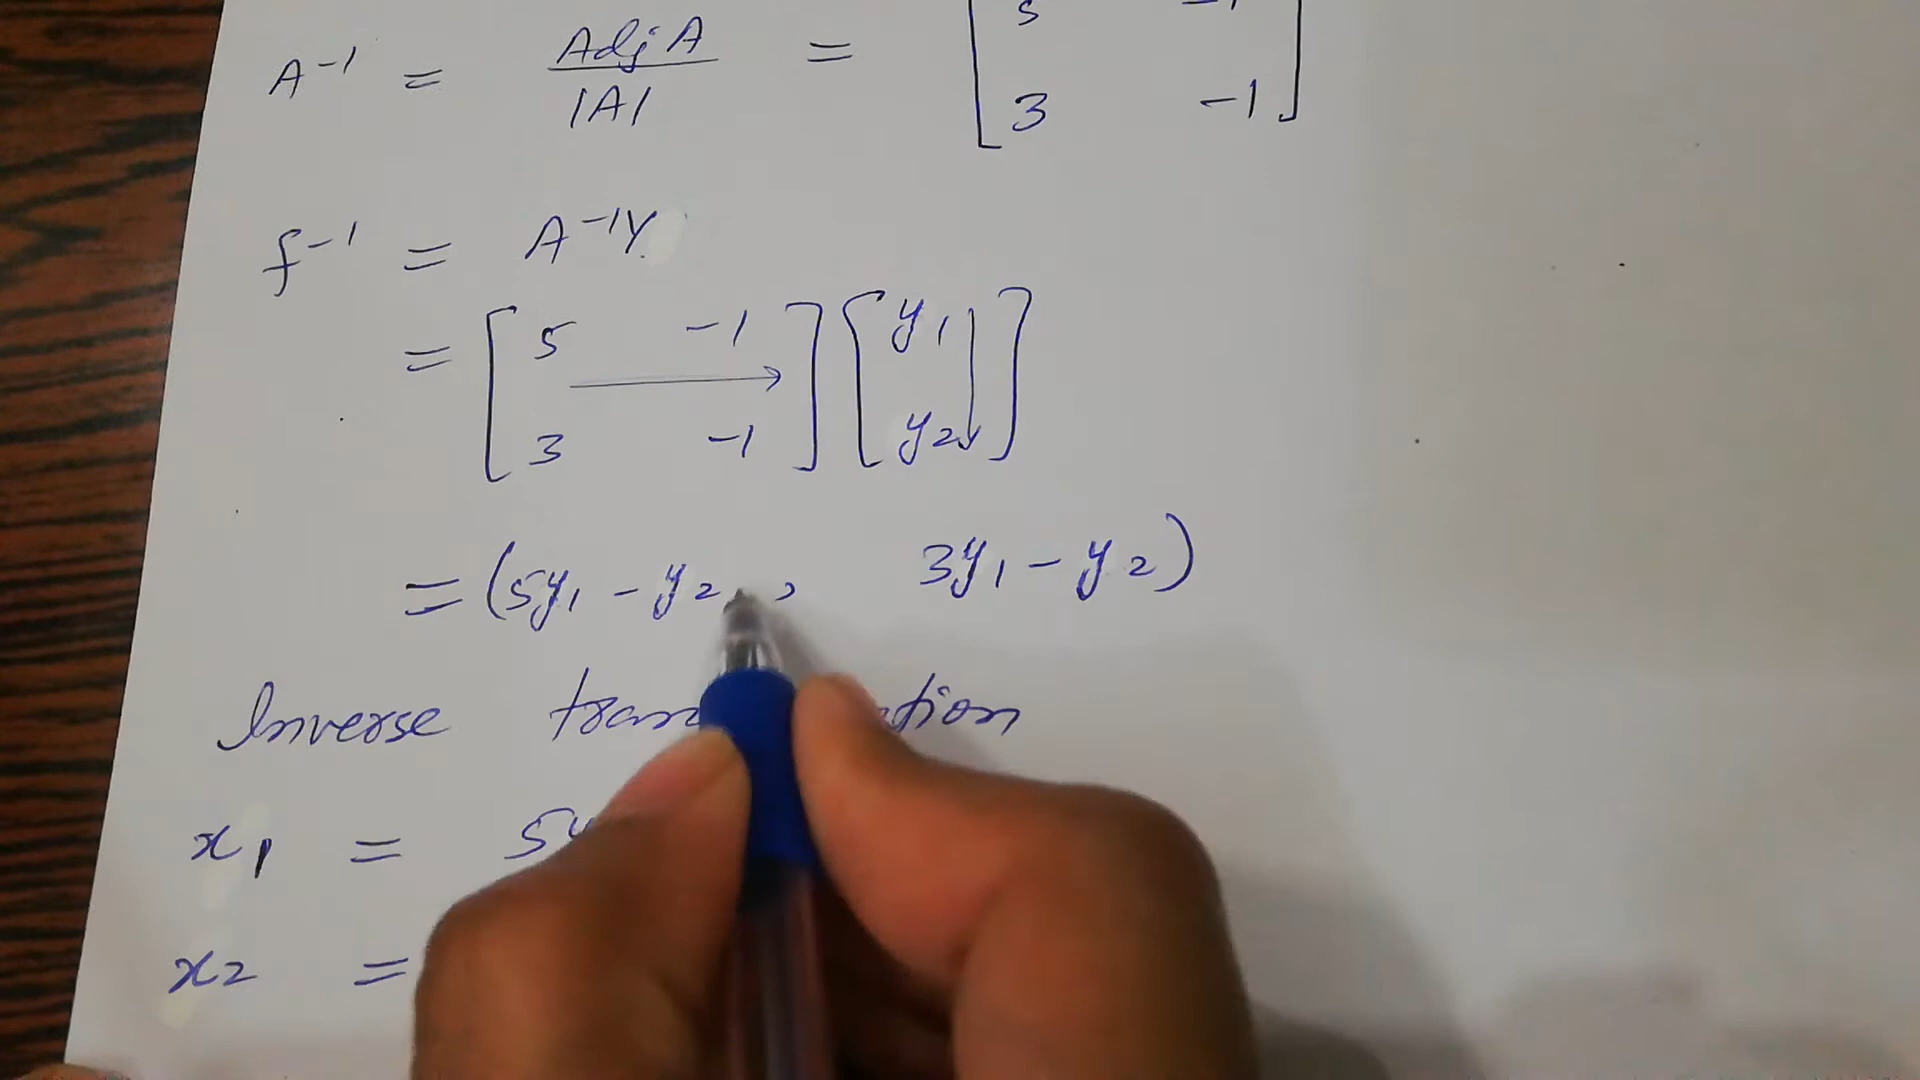 A⁻¹ = Adj A / |A| = [ 5 -1
3 -1 ]
f⁻¹ = A⁻¹Y
= [ 5 -1 ] [ y1 ]
[ 3 -1 ] [ y2 ]
= (5y1 - y2 , 3y1 - y2)
Inverse
x1 = 5y
x2 =